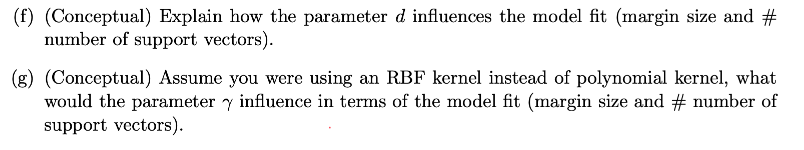 (f) (Conceptual) Explain how the parameter d influences the model fit (margin size and #
number of support vectors).
(g) (Conceptual) Assume you were using an RBF kernel instead of polynomial kernel, what
would the parameter γ influence in terms of the model fit (margin size and # number of
support vectors).